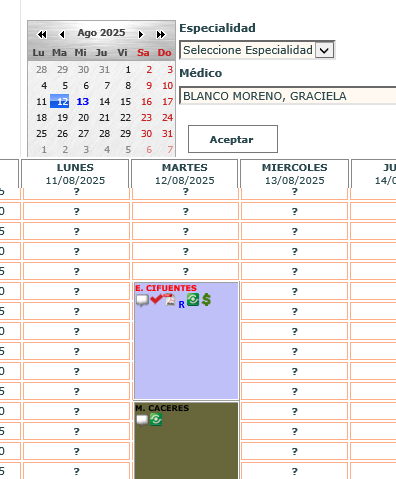 Ago 2025
Lu Ma Mi Ju Vi Sa Do
28 29 30 31 1 2 3
4 5 6 7 8 9 10
11 12 13 14 15 16 17
18 19 20 21 22 23 24
25 26 27 28 29 30 31
1 2 3 4 5 6 7
Especialidad
Seleccione Especialidad
Médico
BLANCO MORENO, GRACIELA
Aceptar
LUNES MARTES MIERCOLES JU
11/08/2025 12/08/2025 13/08/2025 14/0
5 ? ? ?
0 ? ? ?
5 ? ? ?
0 ? ? ?
5 ? ? ?
0 ? E. CIFUENTES ?
5 ? R $ ?
0 ? ?
5 ? ?
0 ? ?
5 ? ?
0 ? M. CACERES ?
5 ? ?
0 ? ?
5 ? ?